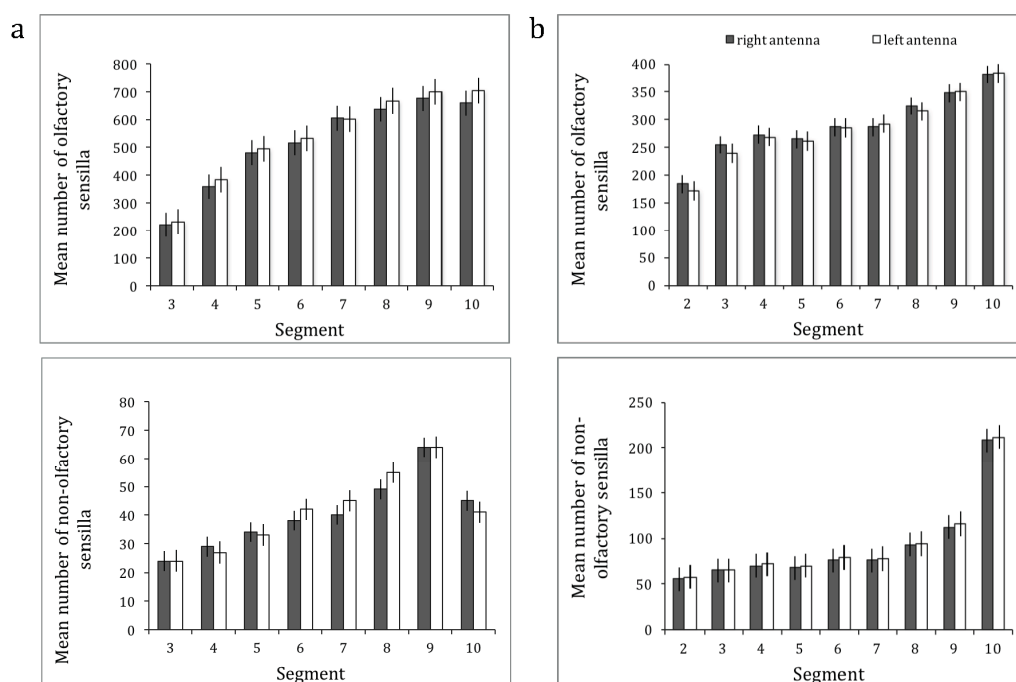 a
Mean number of olfactory
sensilla
800
700
600
500
400
300
200
100
0
3 4 5 6 7 8 9 10
Segment
b
right antenna left antenna
Mean number of olfactory
sensilla
400
350
300
250
200
150
100
50
0
2 3 4 5 6 7 8 9 10
Segment
Mean number of non-olfactory
sensilla
80
70
60
50
40
30
20
10
0
3 4 5 6 7 8 9 10
Segment
Mean number of non-
olfactory sensilla
250
200
150
100
50
0
2 3 4 5 6 7 8 9 10
Segment